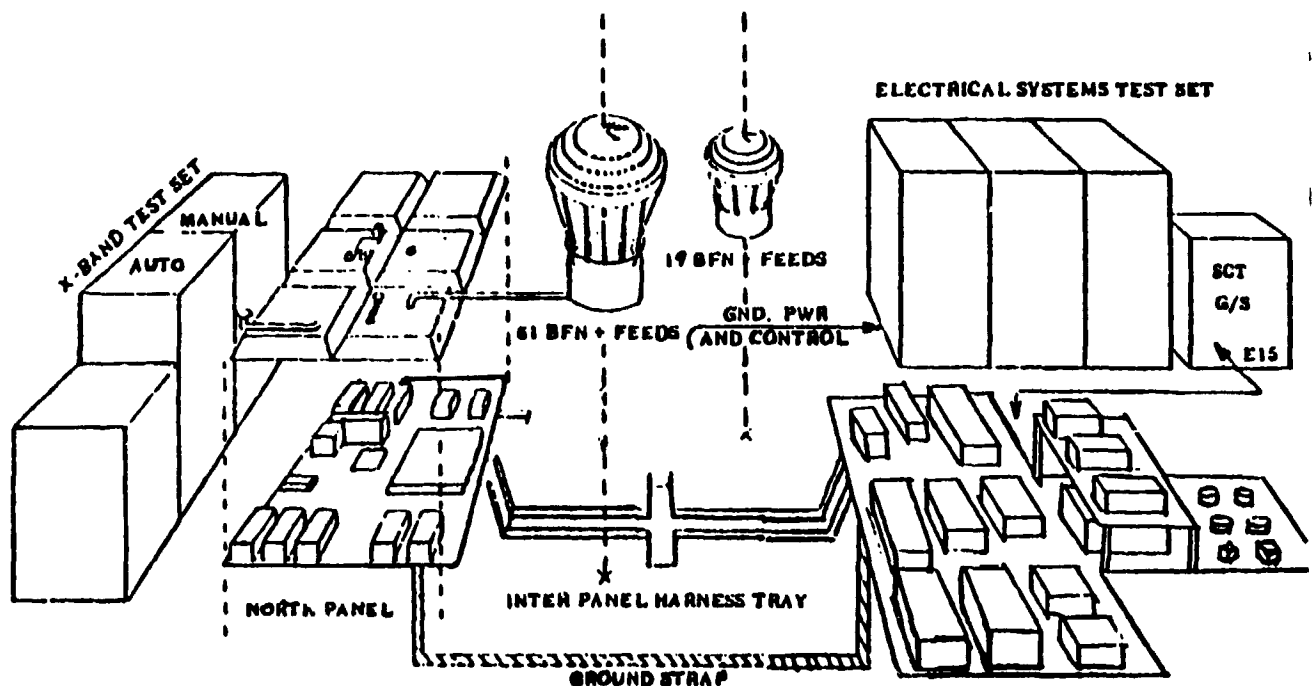 ELECTRICAL SYSTEMS TEST SET
X-BAND TEST SET
MANUAL
AUTO
19 BFN + FEEDS
SCT
G/S
E15
61 BFN + FEEDS
GND. PWR
AND CONTROL
NORTH PANEL
INTER PANEL HARNESS TRAY
GROUND STRAP